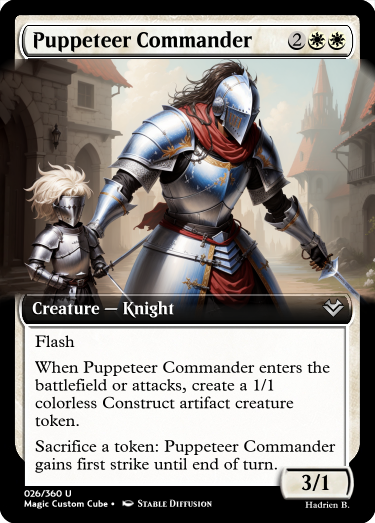 Puppeteer Commander 2
Creature — Knight
Flash
When Puppeteer Commander enters the
battlefield or attacks, create a 1/1
colorless Construct artifact creature
token.
Sacrifice a token: Puppeteer Commander
gains first strike until end of turn.
3/1
026/360 U
Magic Custom Cube • Stable Diffusion
Hadrien B.